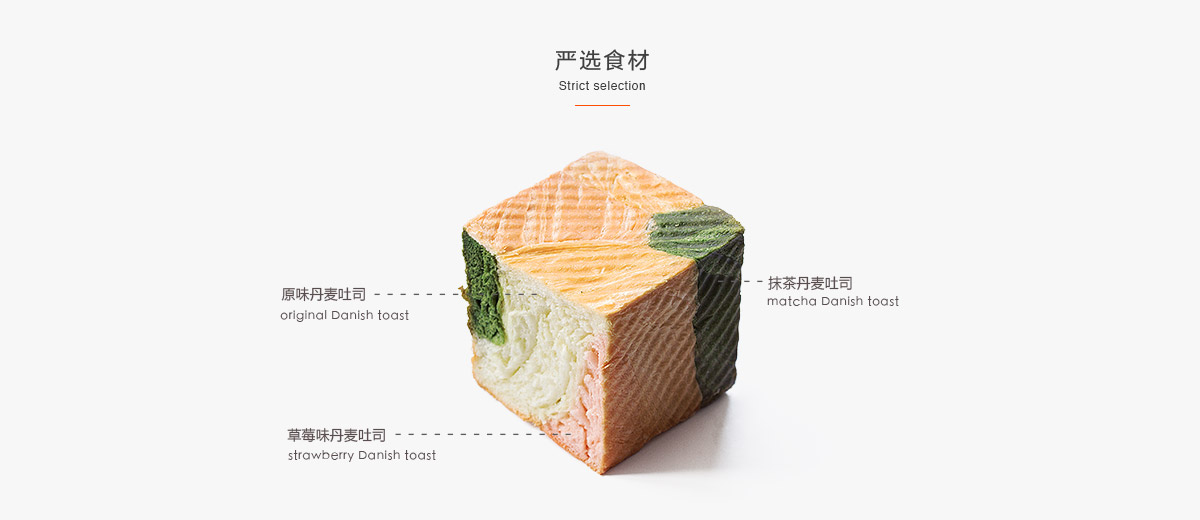 严选食材
Strict selection
原味丹麦吐司
original Danish toast
抹茶丹麦吐司
matcha Danish toast
草莓味丹麦吐司
strawberry Danish toast